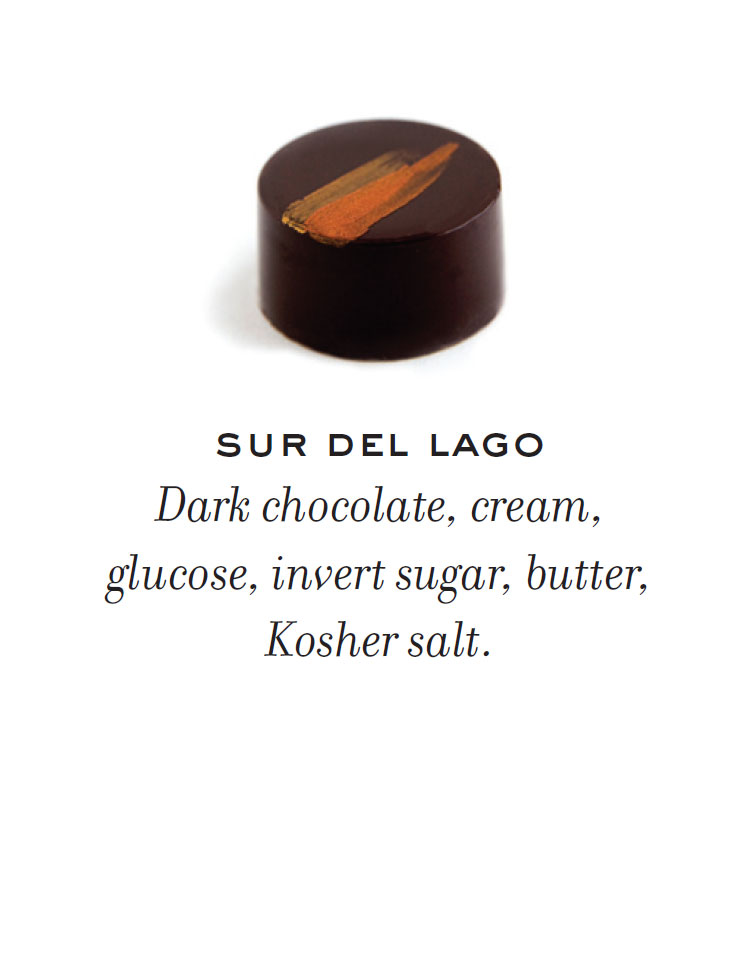 SUR DEL LAGO
Dark chocolate, cream,
glucose, invert sugar, butter,
Kosher salt.